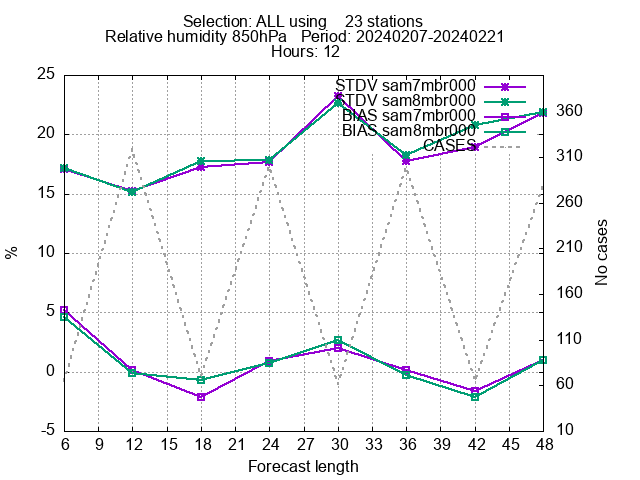 Selection: ALL using 23 stations
Relative humidity 850hPa Period: 20240207-20240221
Hours: 12
STDV sam7mbr000
STDV sam8mbr000
BIAS sam7mbr000
BIAS sam8mbr000
CASES
25
20
15
10
5
0
-5
%
360
310
260
210
160
110
60
10
No cases
6 9 12 15 18 21 24 27 30 33 36 39 42 45 48
Forecast length